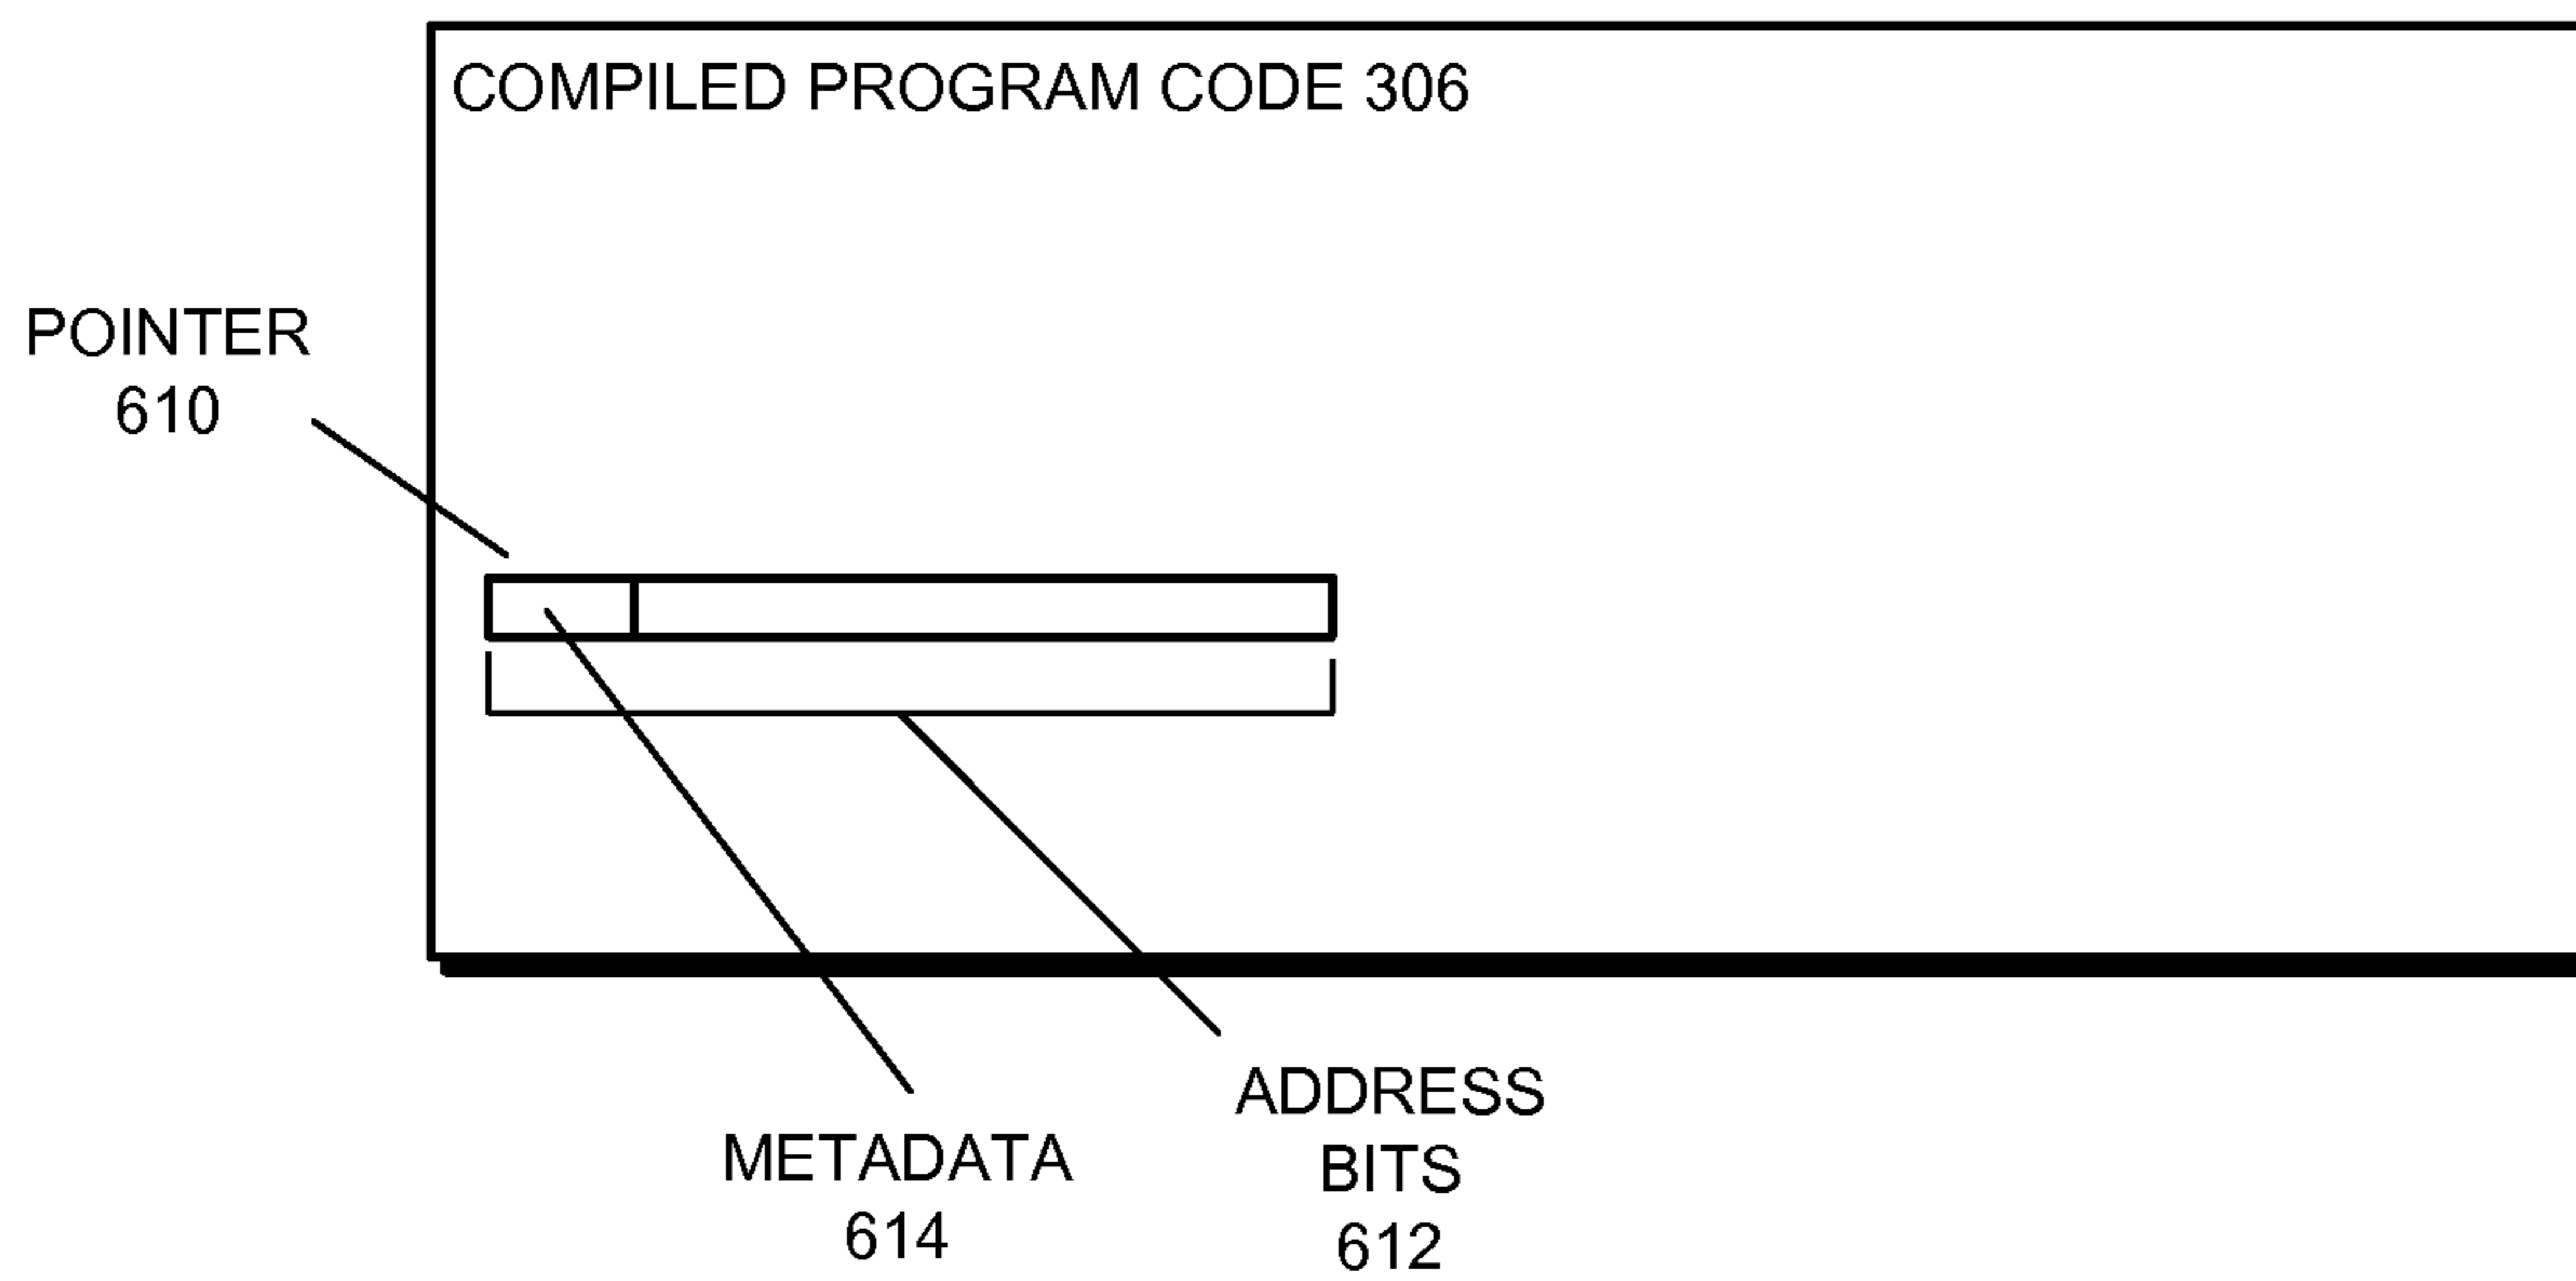 COMPILED PROGRAM CODE 306
POINTER
610
METADATA
614
ADDRESS
BITS
612